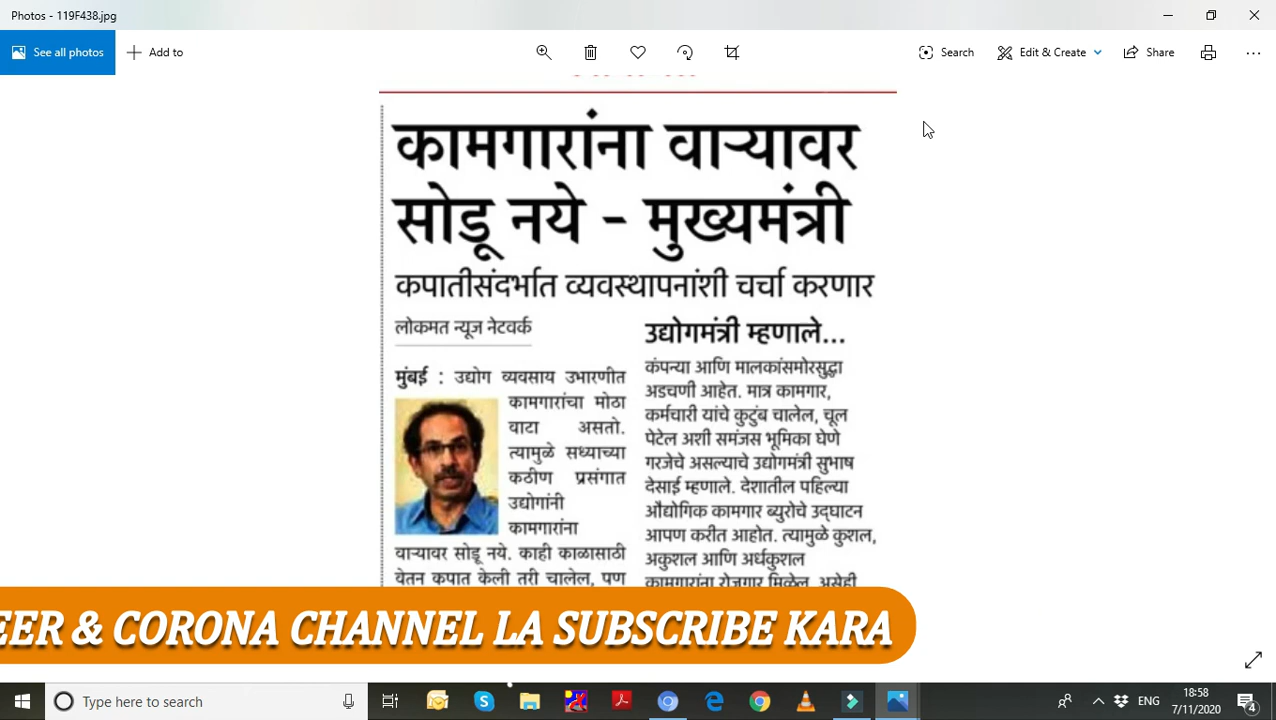 Photos - 119F438.jpg
See all photos
Add to
Search
Edit & Create
Share
कामगारांना वाऱ्यावर
सोडू नये - मुख्यमंत्री
कपातीसंदर्भात व्यवस्थापनांशी चर्चा करणार
लोकमत न्यूज नेटवर्क
मुंबई : उद्योग व्यवसाय उभारणीत
कामगारांचा मोठा
वाटा असतो.
त्यामुळे सध्याच्या
कठीण प्रसंगात
उद्योगांनी
कामगारांना
वाऱ्यावर सोडू नये. काही काळासाठी
वेतन कपात केली तरी चालेल, पण
उद्योगमंत्री म्हणाले...
कंपन्या आणि मालकांसमोरसुद्धा
अडचणी आहेत. मात्र कामगार,
कर्मचारी यांचे कुटुंब चालेल, चूल
पेटेल अशी समंजस भूमिका घेणे
गरजेचे असल्याचे उद्योगमंत्री सुभाष
देसाई म्हणाले. देशातील पहिल्या
औद्योगिक कामगार ब्युरोचे उद्घाटन
आपण करीत आहोत. त्यामुळे कुशल,
अकुशल आणि अर्धकुशल
कामगारांना रोजगार मिळेल, असेही
EER & CORONA CHANNEL LA SUBSCRIBE KARA
Type here to search
ENG
18:58
7/11/2020
4